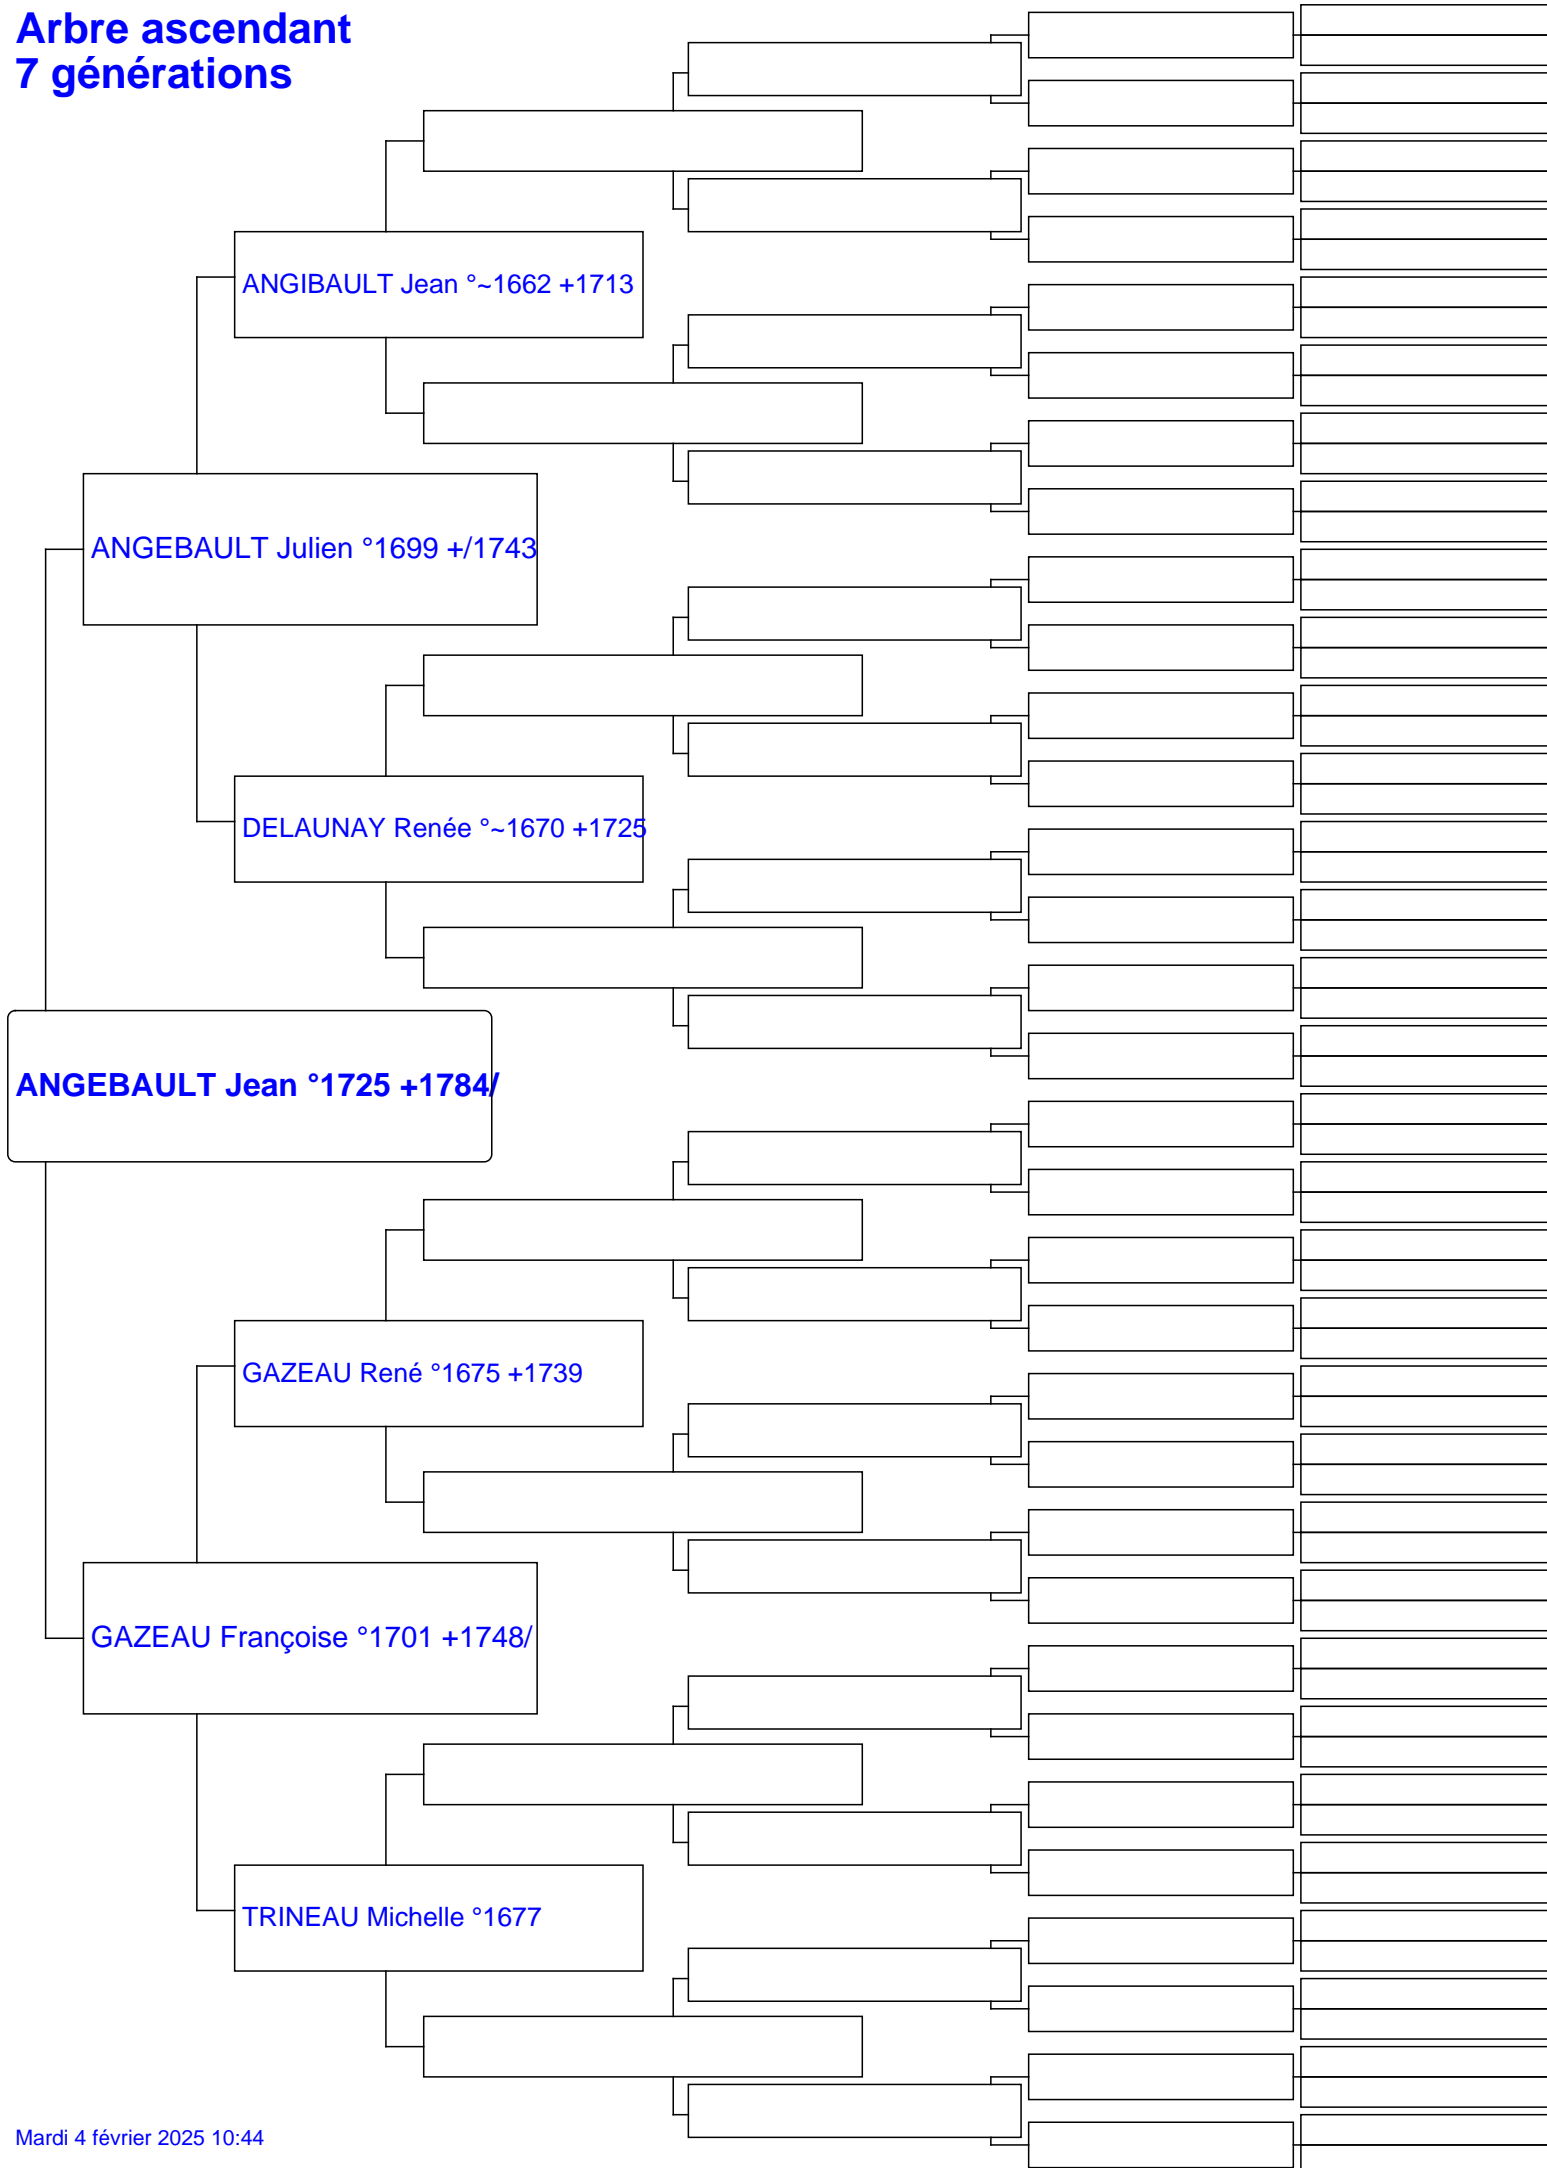 Arbre ascendant
7 générations
ANGIBAULT Jean °~1662 +1713
ANGEBAULT Julien °1699 +/1743
DELAUNAY Renée °~1670 +1725
ANGEBAULT Jean °1725 +1784/
GAZEAU René °1675 +1739
GAZEAU Françoise °1701 +1748/
TRINEAU Michelle °1677
Mardi 4 février 2025 10:44